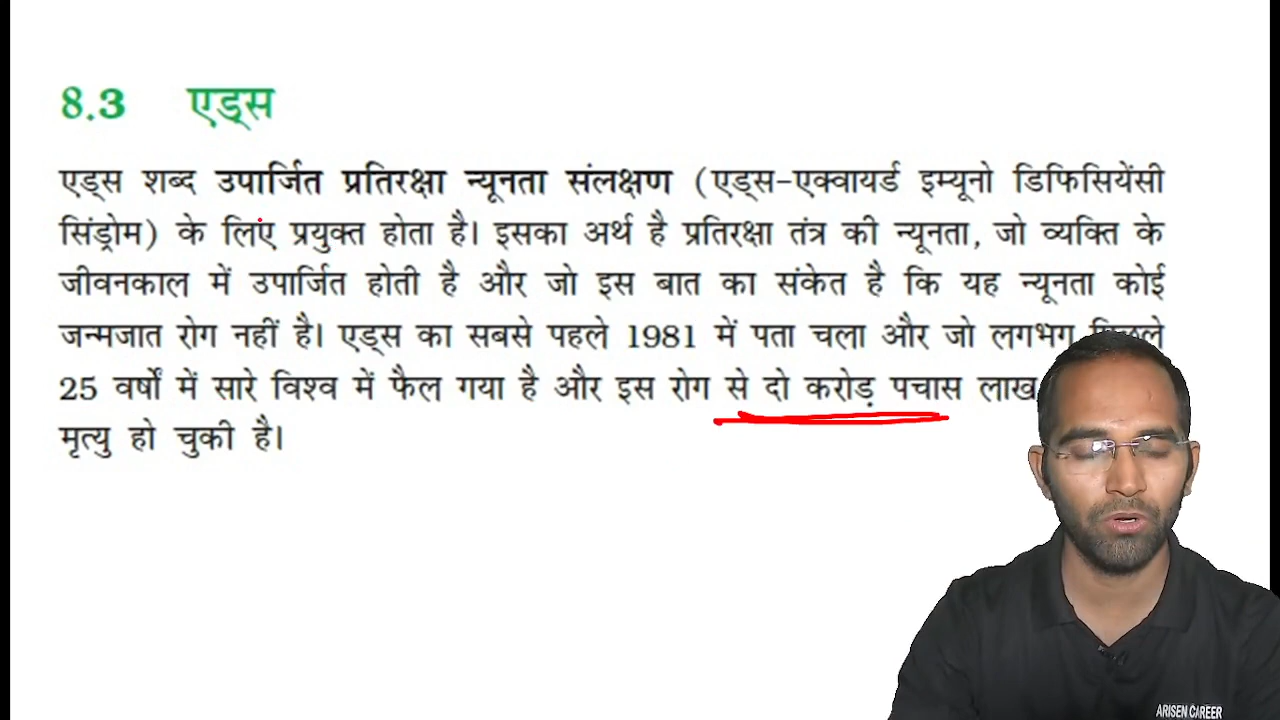 8.3 एड्स
एड्स शब्द उपार्जित प्रतिरक्षा न्यूनता संलक्षण (एड्स-एक्वायर्ड इम्यूनो डिफिसियेंसी
सिंड्रोम) के लिए प्रयुक्त होता है। इसका अर्थ है प्रतिरक्षा तंत्र की न्यूनता, जो व्यक्ति के
जीवनकाल में उपार्जित होती है और जो इस बात का संकेत है कि यह न्यूनता कोई
जन्मजात रोग नहीं है। एड्स का सबसे पहले 1981 में पता चला और जो लगभग
25 वर्षों में सारे विश्व में फैल गया है और इस रोग से दो करोड़ पचास लाख
मृत्यु हो चुकी है।
ARISEN CAREER